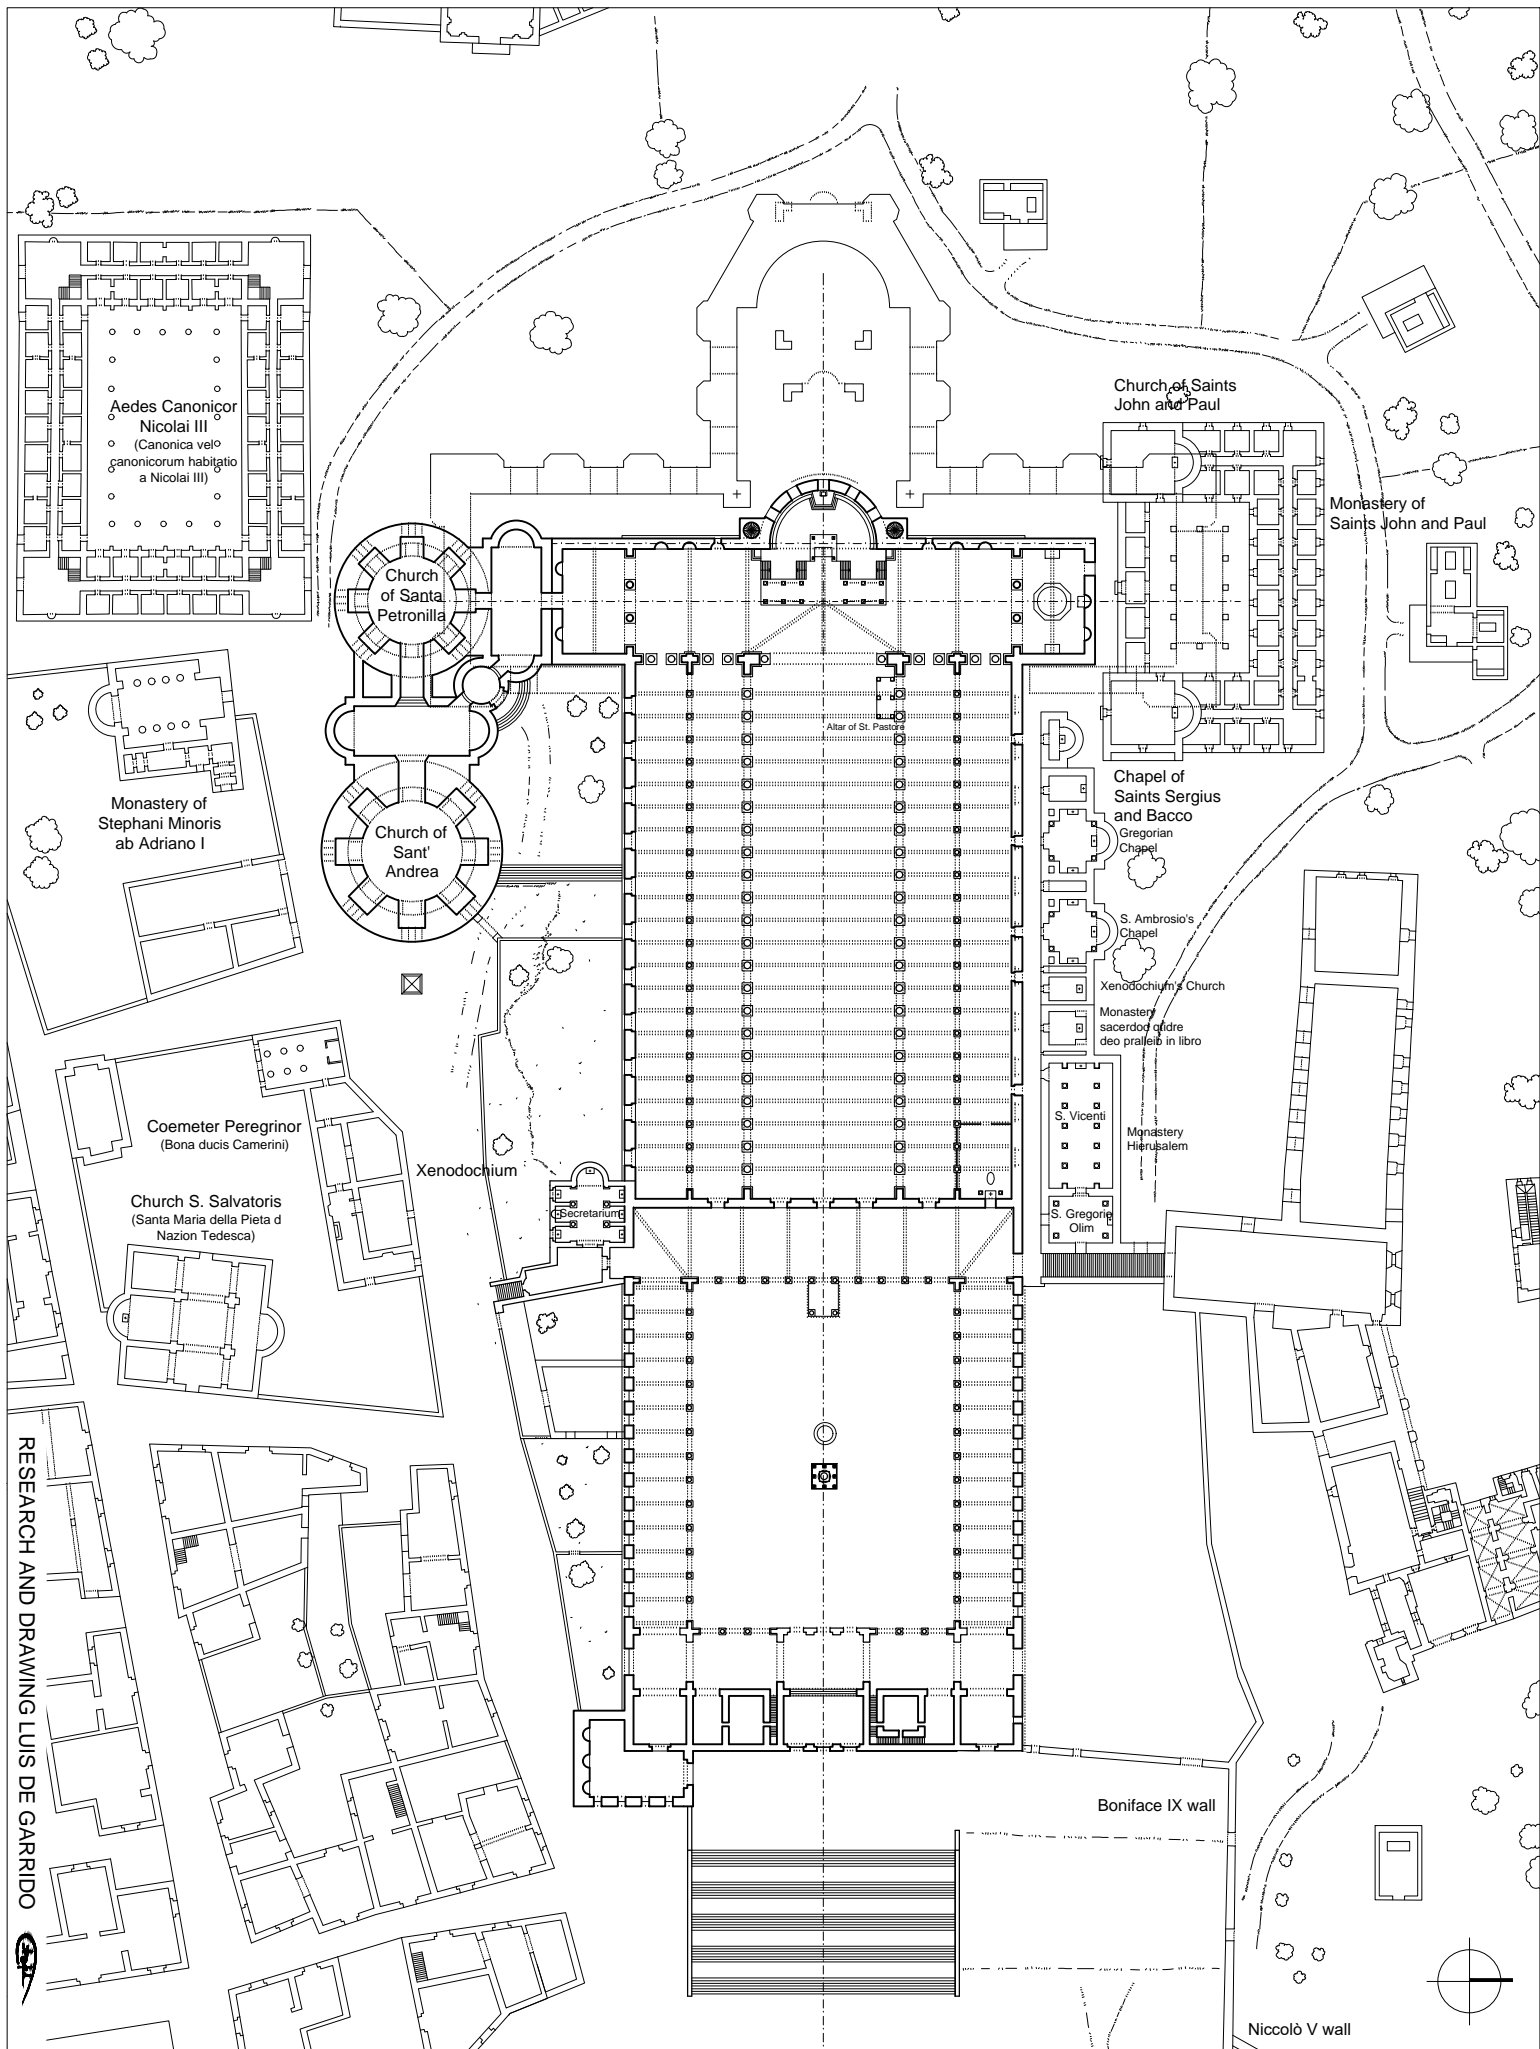 Aedes Canonicor
Nicolai III
(Canonica vel
canonicorum habitatio
a Nicolai III)
Church of Saints
John and Paul
Monastery of
Saints John and Paul
Church
of Santa
Petronilla
Altar of St. Pastore
Monastery of
Stephani Minoris
ab Adriano I
Church of
Sant'
Andrea
Chapel of
Saints Sergius
and Bacco
Gregorian
Chapel
S. Ambrosio's
Chapel
Xenodochium's Church
Monastery
sacerdoo qtidre
deo pralleib in libro
S. Vicenti
Monastery
Hierusalem
S. Gregorio
Olim
Coemeter Peregrinor
(Bona ducis Camerini)
Xenodochium
Secretarium
Church S. Salvatoris
(Santa Maria della Pieta d
Nazion Tedesca)
RESEARCH AND DRAWING LUIS DE GARRIDO
Boniface IX wall
Niccolò V wall